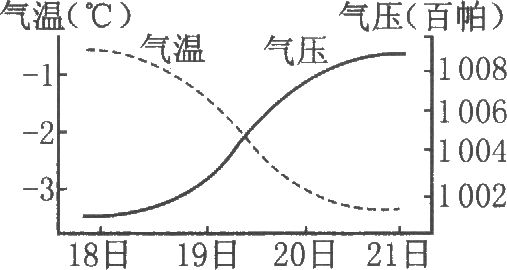 气温(℃)
气压(百帕)
气温
气压
-1
-2
-3
1 008
1 006
1 004
1 002
18日
19日
20日
21日